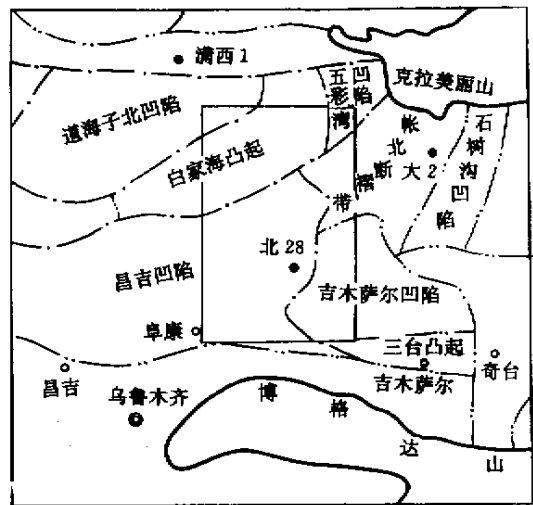 满西1
五彩湾凹陷
克拉美丽山
道海子北凹陷
白家海凸起
帐北断褶带
大2
石树沟凹陷
北28
昌吉凹陷
吉木萨尔凹陷
阜康
三台凸起
昌吉
吉木萨尔
奇台
乌鲁木齐
博格达山